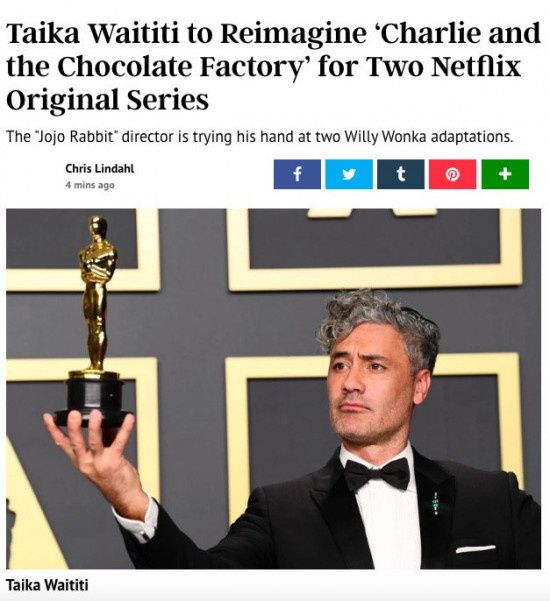 Taika Waititi to Reimagine ‘Charlie and
the Chocolate Factory’ for Two Netflix
Original Series
The "Jojo Rabbit" director is trying his hand at two Willy Wonka adaptations.
Chris Lindahl
4 mins ago
f
t
+
Taika Waititi